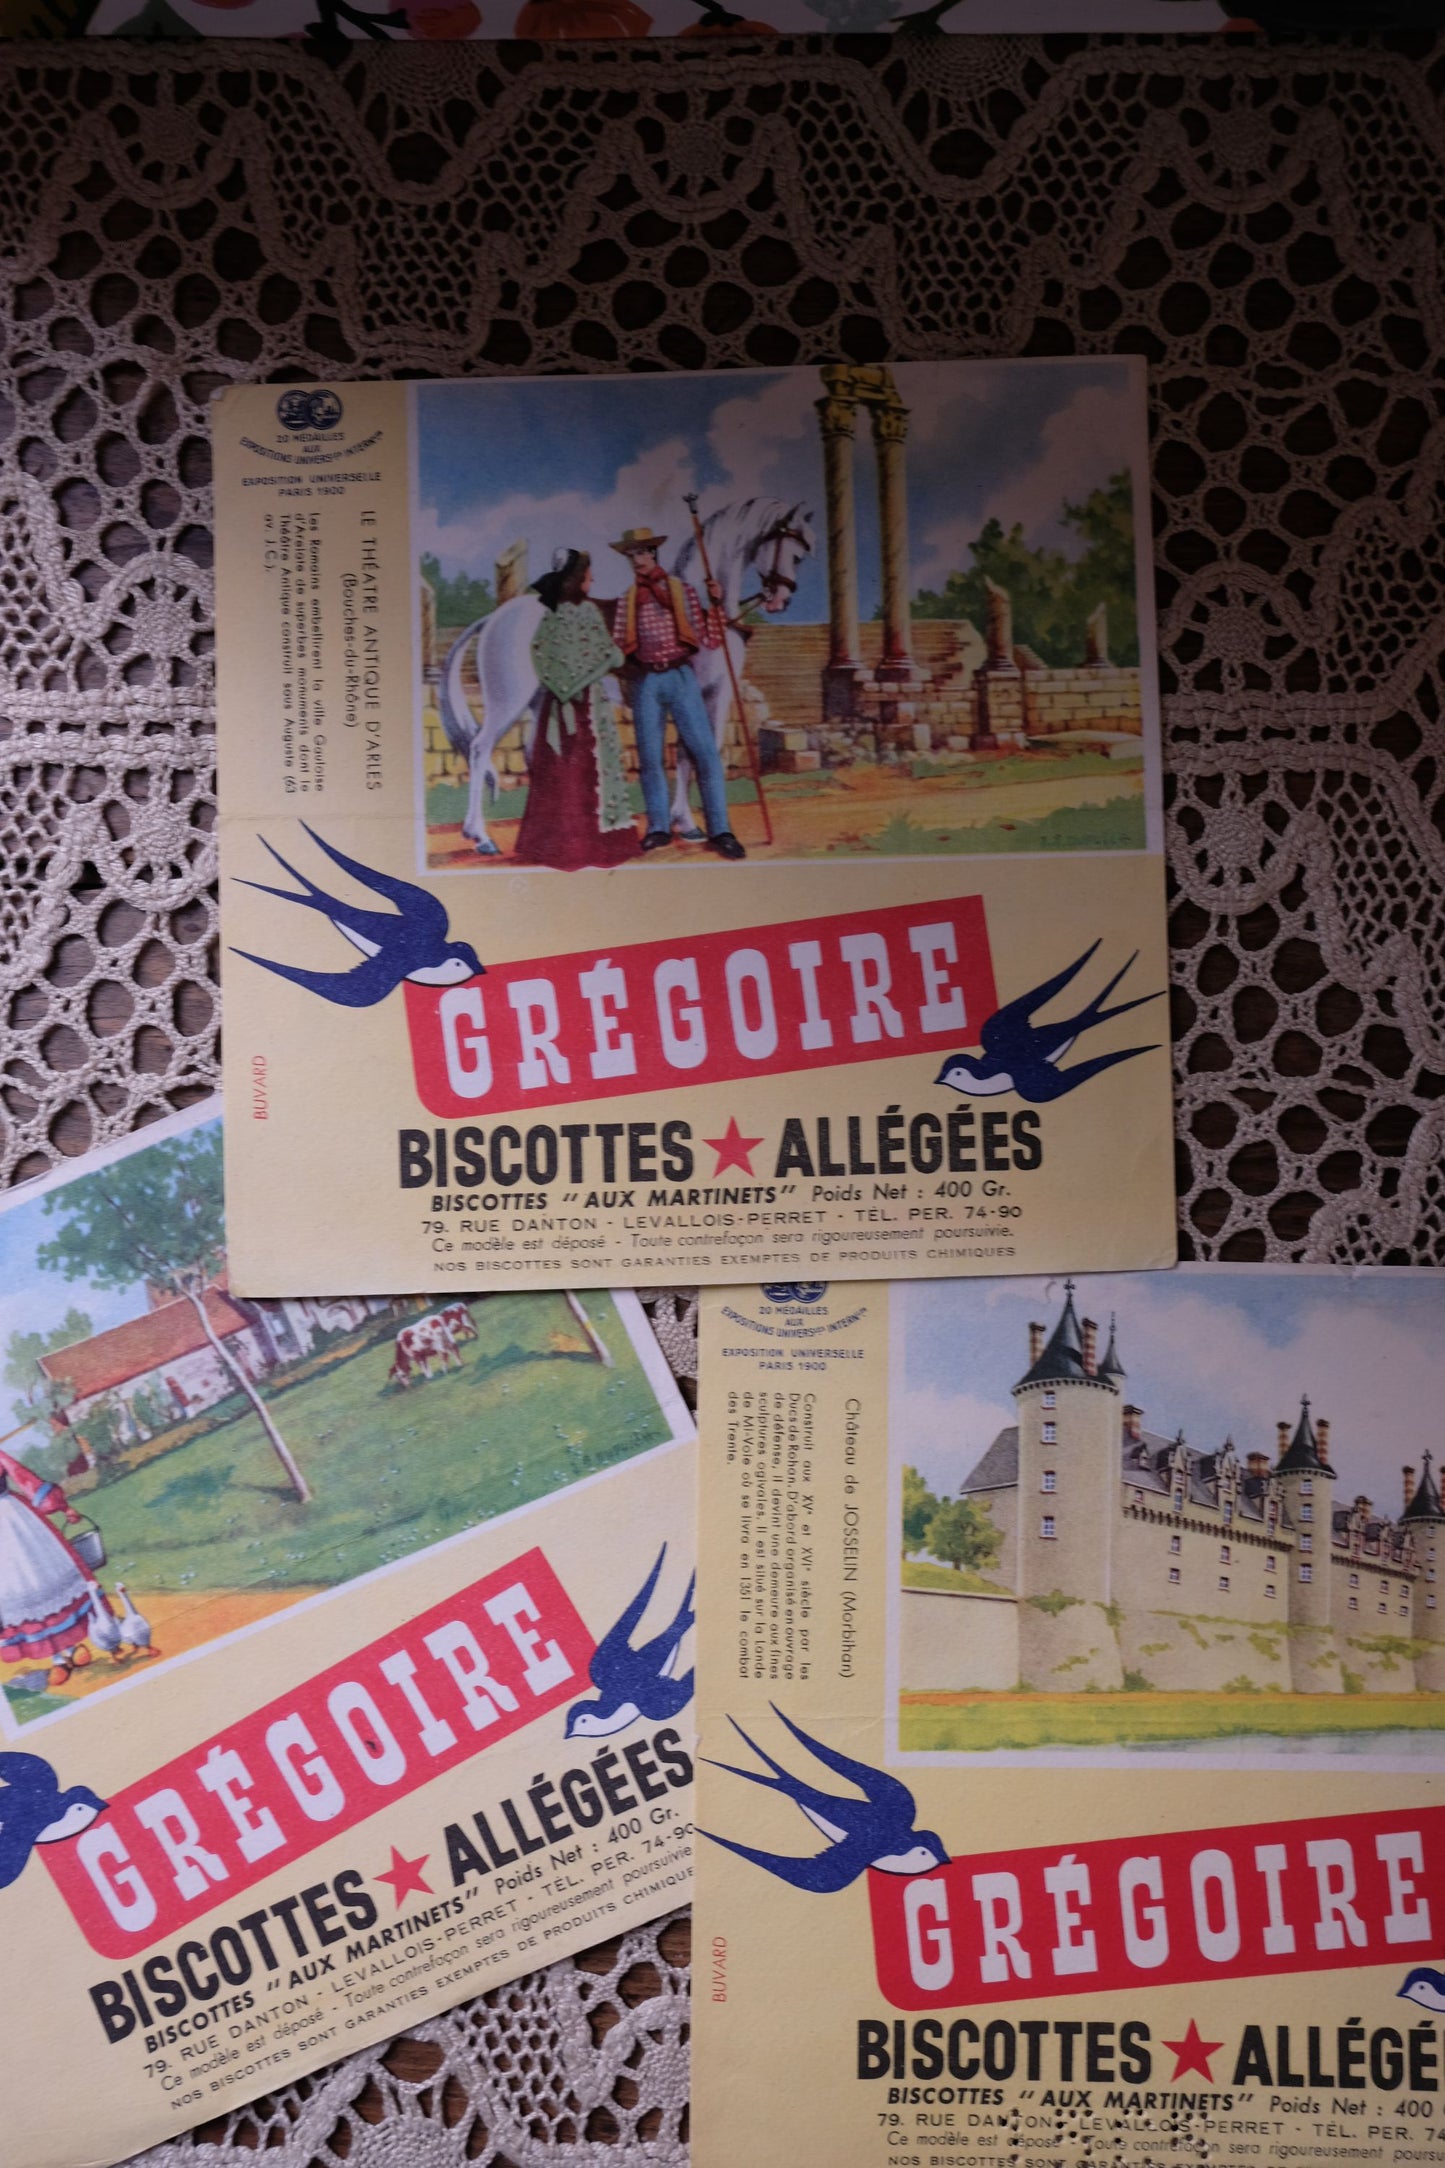 20 MÉDAILLES
AUX
EXPOSITIONS UNIVERSlles INTERNles
EXPOSITION UNIVERSELLE
PARIS 1900
LE THÉATRE ANTIQUE D'ARLES
(Bouches-du-Rhône)
Les Romains embellirent la ville Gauloise
d'Arelate de superbes monuments dont le
Théâtre Antique construit sous Auguste (63
av. J.C.).
GRÉGOIRE
BUVARD
BISCOTTES ★ ALLÉGÉES
BISCOTTES "AUX MARTINETS" Poids Net : 400 Gr.
79. RUE DANTON - LEVALLOIS-PERRET - TÉL. PER. 74-90
Ce modèle est déposé - Toute contrefaçon sera rigoureusement poursuivie.
NOS BISCOTTES SONT GARANTIES EXEMPTES DE PRODUITS CHIMIQUES
GRÉGOIRE
BISCOTTES ★ ALLÉGÉES
BISCOTTES "AUX MARTINETS" Poids Net : 400 Gr.
79. RUE DANTON - LEVALLOIS-PERRET - TÉL. PER. 74-90
Ce modèle est déposé - Toute contrefaçon sera rigoureusement poursuivie.
NOS BISCOTTES SONT GARANTIES EXEMPTES DE PRODUITS CHIMIQUE
20 MÉDAILLES
AUX
EXPOSITIONS UNIVERSlles INTERNles
EXPOSITION UNIVERSELLE
PARIS 1900
Château de JOSSELIN (Morbihan)
Construit aux XVe et XVIe siècle par les
Ducs de Rohan. D'abord organisé en ouvrage
de défense, il devint une demeure aux fines
sculptures ogivales. Il est situé sur la Lande
de Mi-Voie où se livra en 1351 le combat
des Trente.
GRÉGOIRE
BUVARD
BISCOTTES ★ ALLÉGÉ
BISCOTTES "AUX MARTINETS" Poids Net : 400
79. RUE DANTON - LEVALLOIS-PERRET - TÉL. PER. 74
Ce modèle est déposé - Toute contrefaçon sera rigoureusement poursu
NOS BISCOTTES SONT GARANTIES EXEMPTES DE PRODUITS